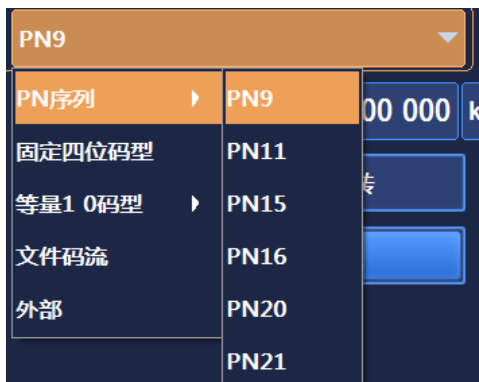 PN9
PN序列
固定四位码型
等量1 0码型
文件码流
外部
PN9
PN11
PN15
PN16
PN20
PN21
00 000
k
转